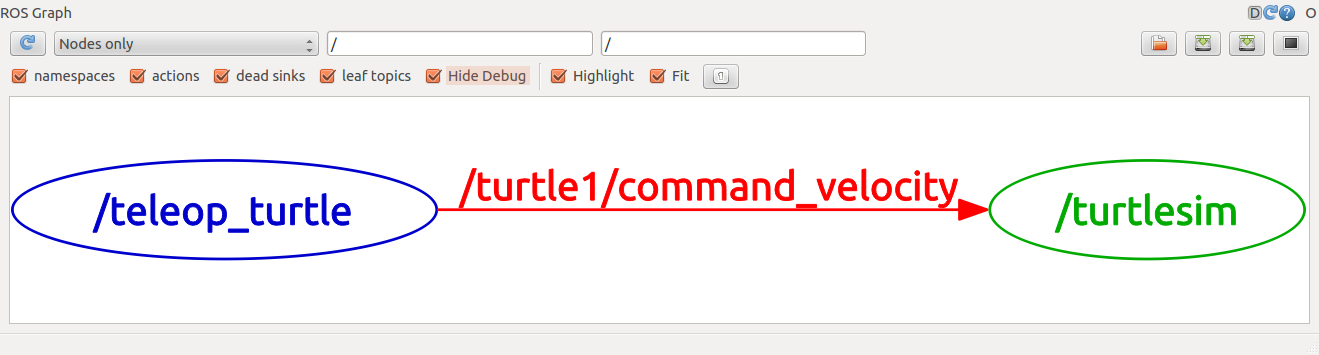 ROS Graph D ? O
Nodes only / /
namespaces actions dead sinks leaf topics Hide Debug Highlight Fit
/teleop_turtle /turtle1/command_velocity /turtlesim